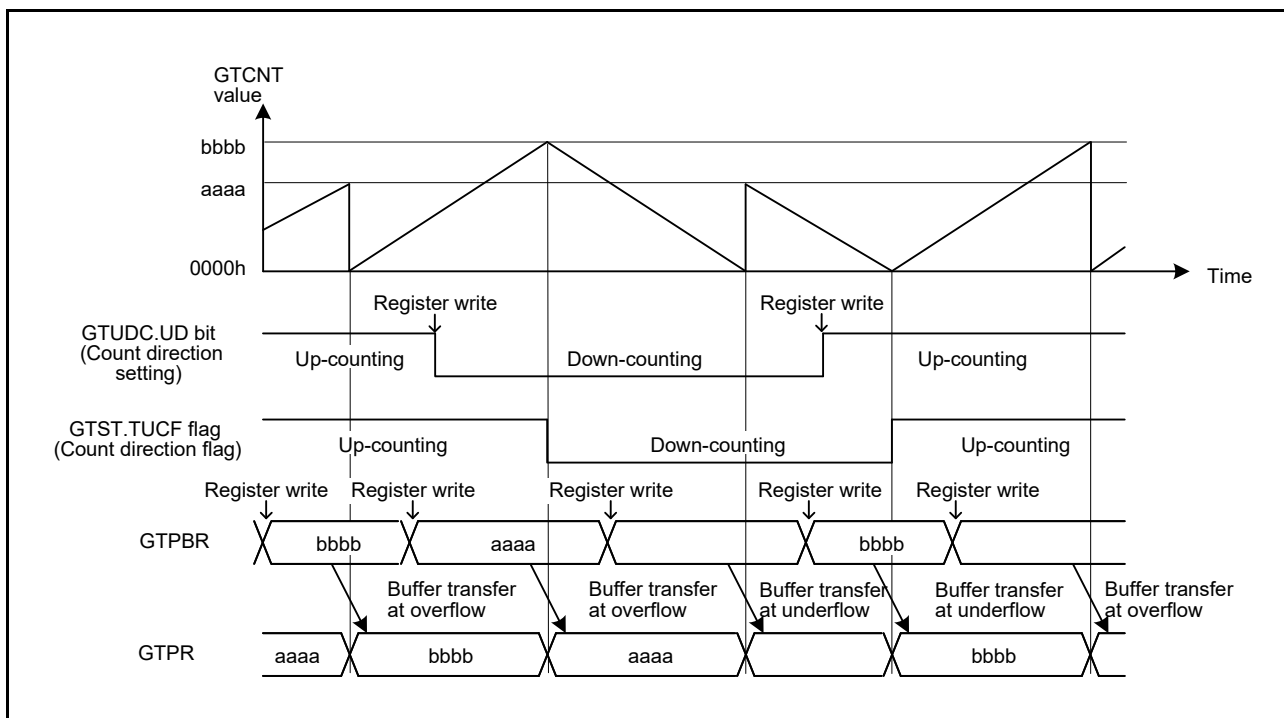 GTCNT
value
bbbb
aaaa
0000h
Time
Register write
Register write
GTUDC.UD bit
(Count direction
setting)
Up-counting
Down-counting
Up-counting
GTST.TUCF flag
(Count direction flag)
Up-counting
Down-counting
Up-counting
Register write
Register write
Register write
Register write
Register write
GTPBR
bbbb
aaaa
bbbb
Buffer transfer
at overflow
Buffer transfer
at overflow
Buffer transfer
at underflow
Buffer transfer
at underflow
Buffer transfer
at overflow
GTPR
aaaa
bbbb
aaaa
bbbb